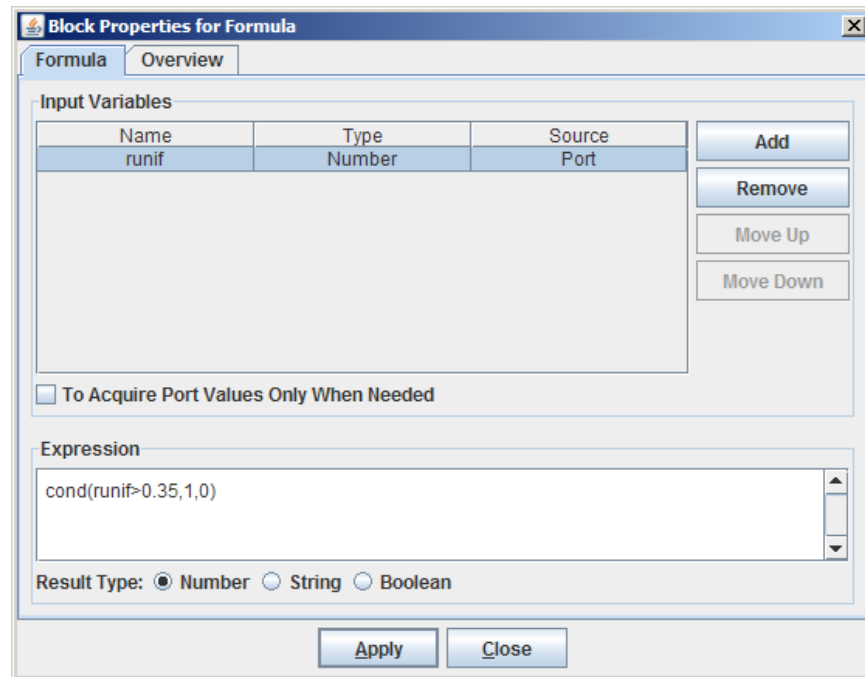 Block Properties for Formula
Formula Overview
Input Variables
Name Type Source
runif Number Port
Add
Remove
Move Up
Move Down
To Acquire Port Values Only When Needed
Expression
cond(runif>0.35,1,0)
Result Type: Number String Boolean
Apply Close